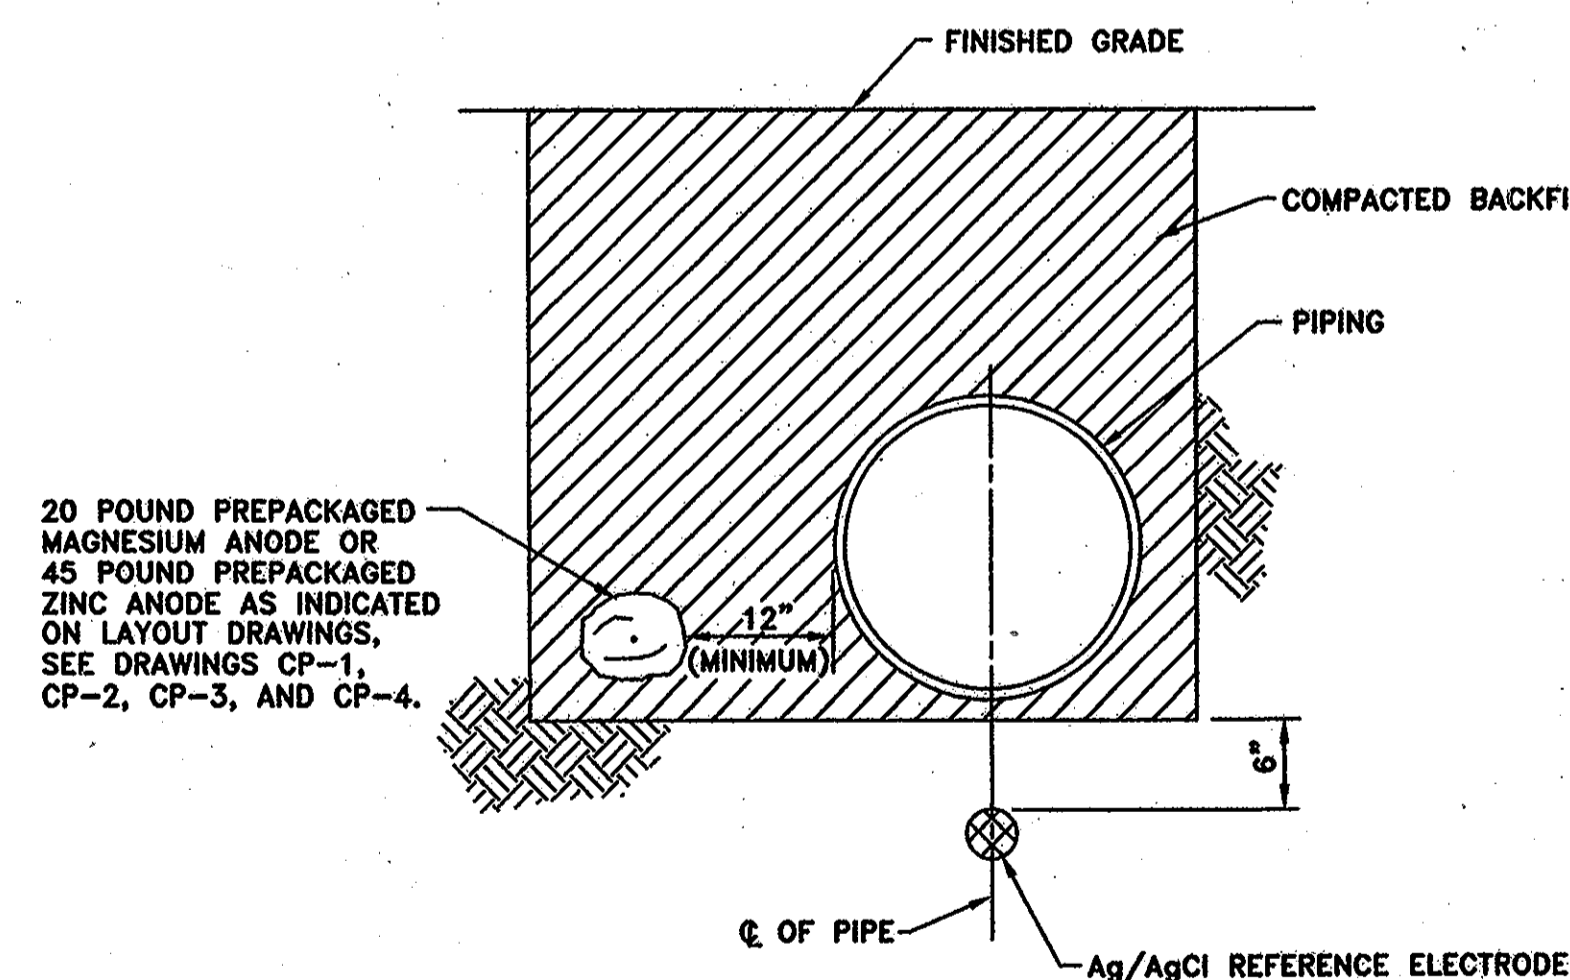 FINISHED GRADE
COMPACTED BACKFI
PIPING
20 POUND PREPACKAGED
MAGNESIUM ANODE OR
45 POUND PREPACKAGED
ZINC ANODE AS INDICATED
ON LAYOUT DRAWINGS,
SEE DRAWINGS CP-1,
CP-2, CP-3, AND CP-4.
12"
(MINIMUM)
6"
℄ OF PIPE
Ag/AgCl REFERENCE ELECTRODE